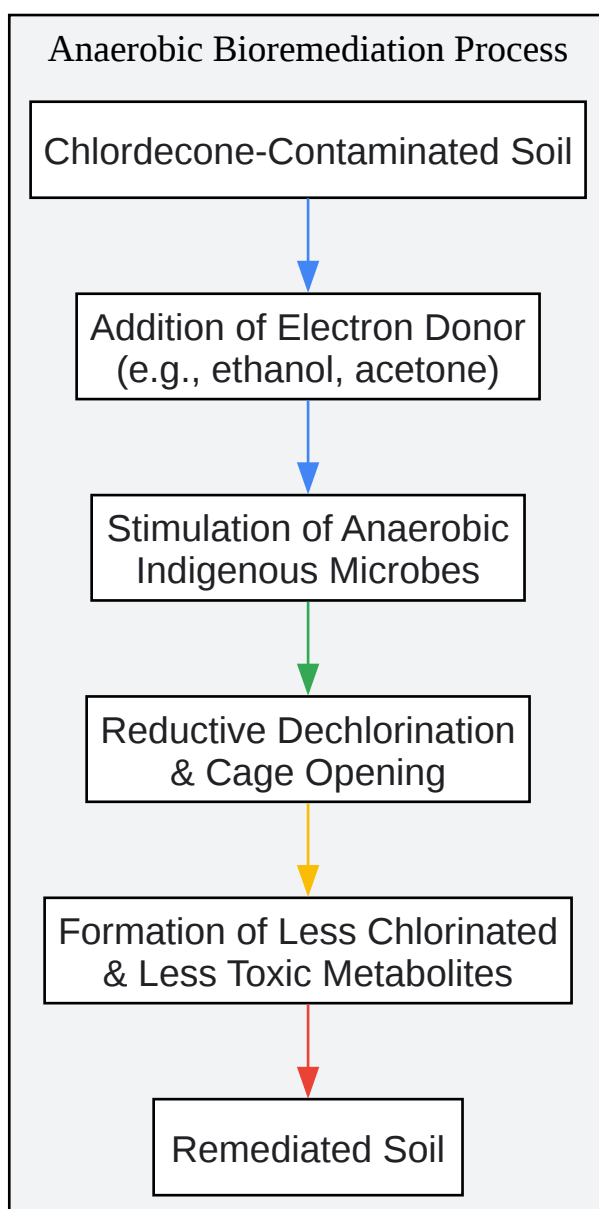 Anaerobic Bioremediation Process
Chlordecone-Contaminated Soil
Addition of Electron Donor
(e.g., ethanol, acetone)
Stimulation of Anaerobic
Indigenous Microbes
Reductive Dechlorination
& Cage Opening
Formation of Less Chlorinated
& Less Toxic Metabolites
Remediated Soil